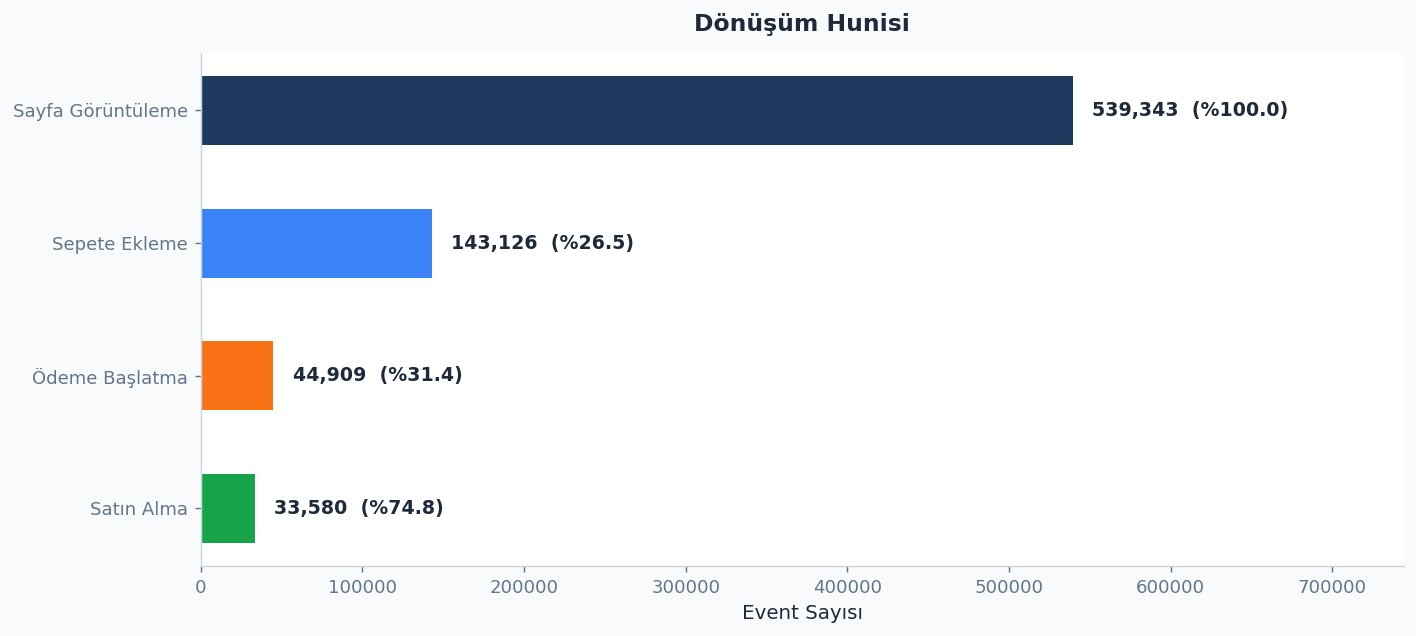 Dönüşüm Hunisi
Sayfa Görüntüleme 539,343 (%100.0)
Sepete Ekleme 143,126 (%26.5)
Ödeme Başlatma 44,909 (%31.4)
Satın Alma 33,580 (%74.8)
0 100000 200000 300000 400000 500000 600000 700000
Event Sayısı